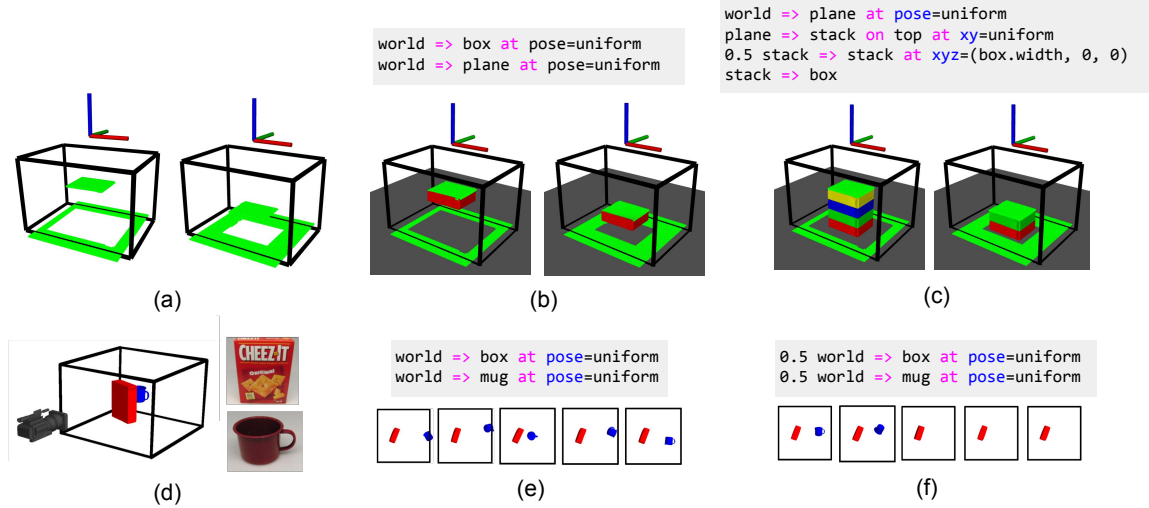 world => box at pose=uniform
world => plane at pose=uniform
world => plane at pose=uniform
plane => stack on top at xy=uniform
0.5 stack => stack at xyz=(box.width, 0, 0)
stack => box
(a)
(b)
(c)
CHEEZ-IT
Original
(d)
world => box at pose=uniform
world => mug at pose=uniform
(e)
0.5 world => box at pose=uniform
0.5 world => mug at pose=uniform
(f)